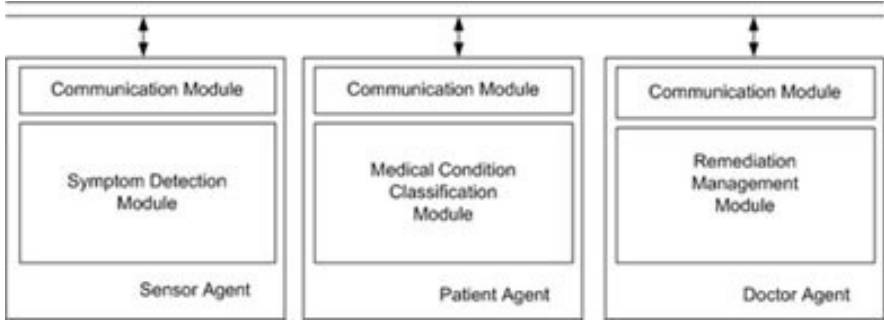 Communication Module
Communication Module
Communication Module
Symptom Detection
Module
Medical Condition
Classification
Module
Remediation
Management
Module
Sensor Agent
Patient Agent
Doctor Agent